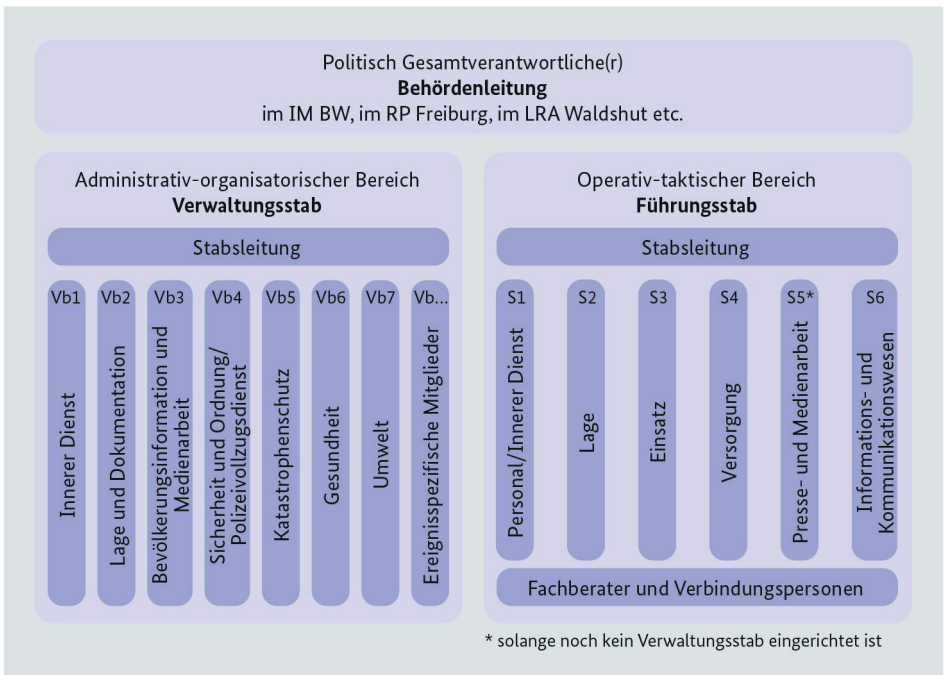 Politisch Gesamtverantwortliche(r)
Behördenleitung
im IM BW, im RP Freiburg, im LRA Waldshut etc.
Administrativ-organisatorischer Bereich
Verwaltungsstab
Stabsleitung
Vb1
Innerer Dienst
Vb2
Lage und Dokumentation
Vb3
Bevölkerungsinformation und
Medienarbeit
Vb4
Sicherheit und Ordnung/
Polizeivollzugsdienst
Vb5
Katastrophenschutz
Vb6
Gesundheit
Vb7
Umwelt
Vb...
Ereignisspezifische Mitglieder
Operativ-taktischer Bereich
Führungsstab
Stabsleitung
S1
Personal/Innerer Dienst
S2
Lage
S3
Einsatz
S4
Versorgung
S5*
Presse- und Medienarbeit
S6
Informations- und
Kommunikationswesen
Fachberater und Verbindungspersonen
* solange noch kein Verwaltungsstab eingerichtet ist